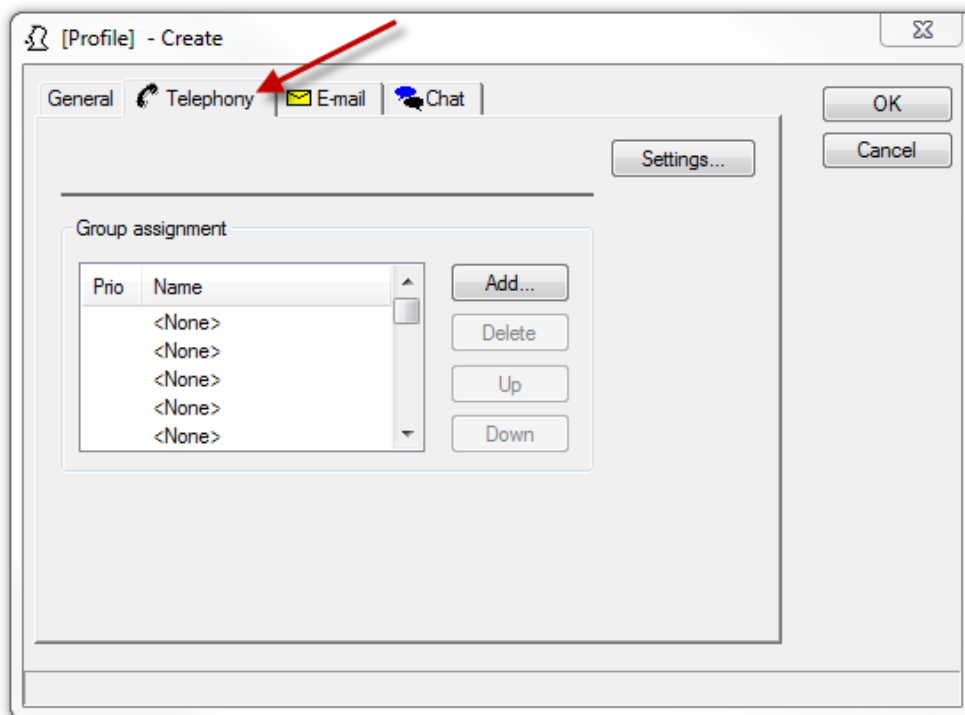 [Profile] - Create
General Telephony E-mail Chat
OK
Cancel
Settings...
Group assignment
Prio Name
<None>
<None>
<None>
<None>
<None>
Add...
Delete
Up
Down